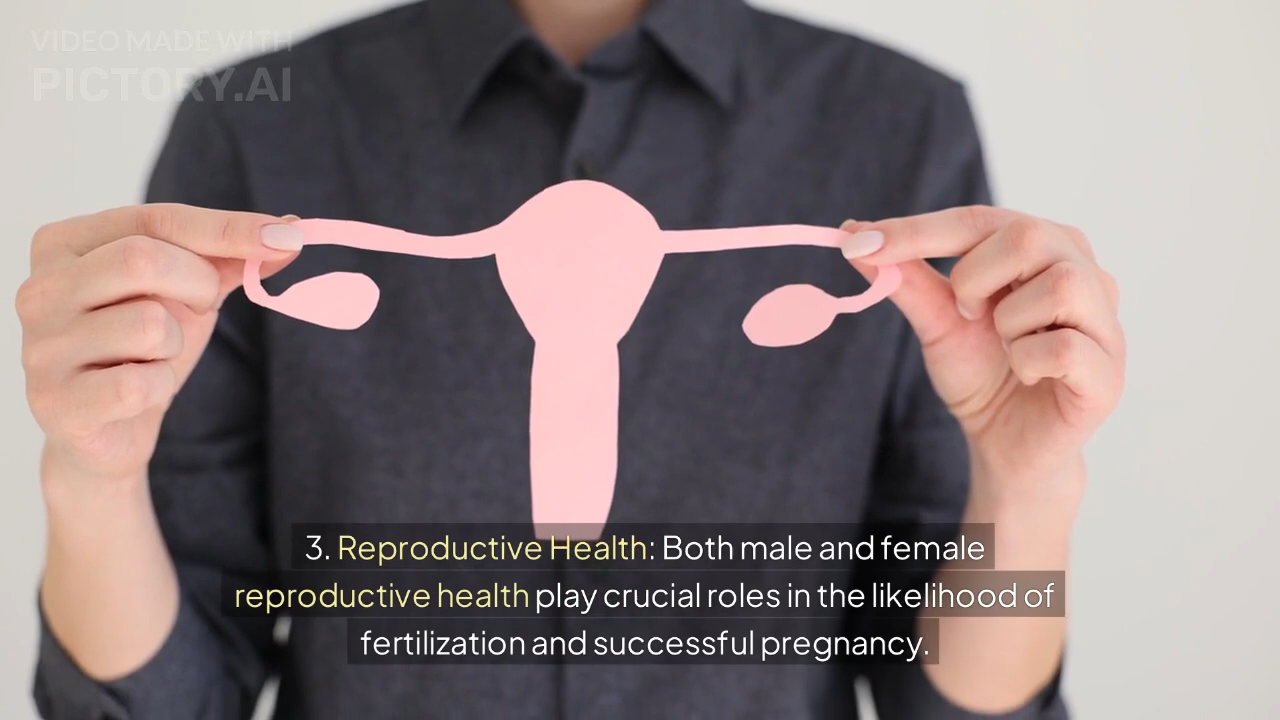 VIDEO MADE WITH
PICTORY.AI
3. Reproductive Health: Both male and female
reproductive health play crucial roles in the likelihood of
fertilization and successful pregnancy.